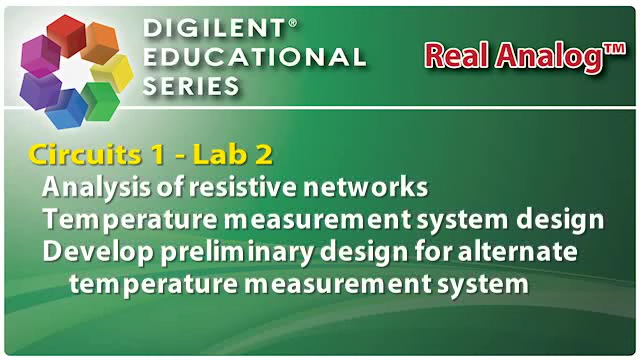 DIGILENT®
EDUCATIONAL
SERIES
Real Analog™
Circuits 1 - Lab 2
Analysis of resistive networks
Temperature measurement system design
Develop preliminary design for alternate
temperature measurement system